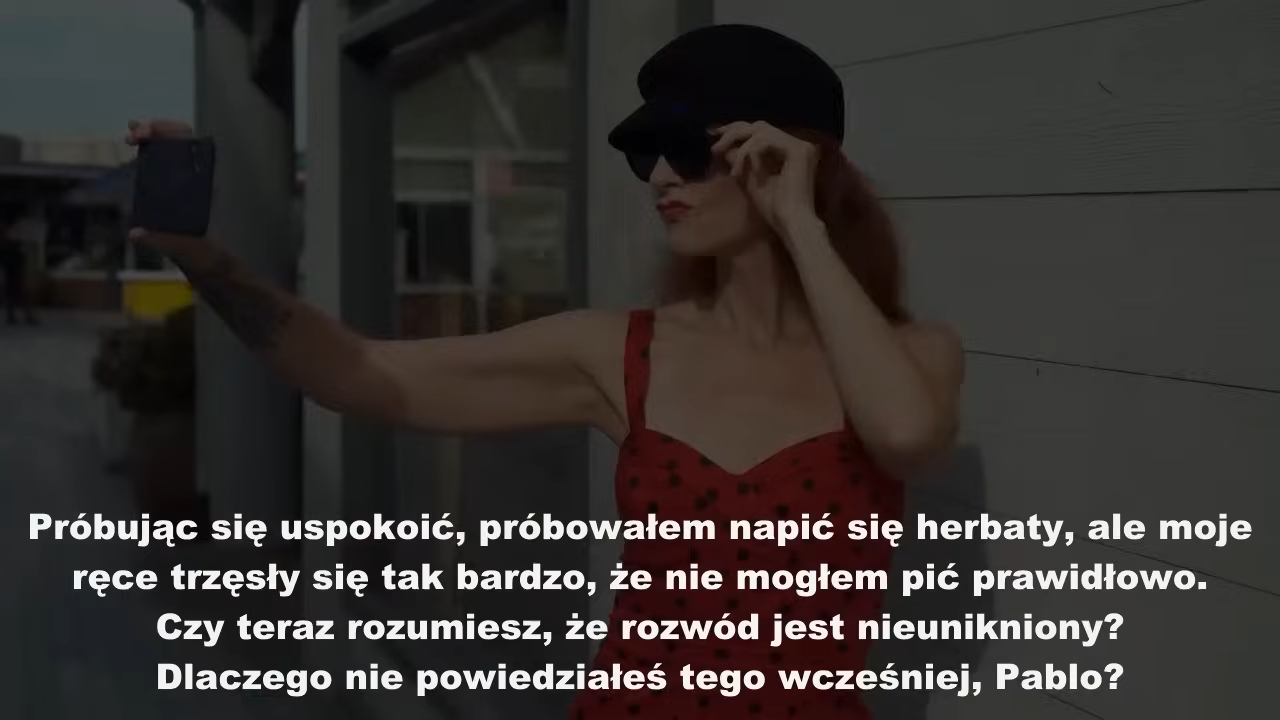 Próbując się uspokoić, próbowałem napić się herbaty, ale moje
ręce trzęsły się tak bardzo, że nie mogłem pić prawidłowo.
Czy teraz rozumiesz, że rozwód jest nieunikniony?
Dlaczego nie powiedziałeś tego wcześniej, Pablo?